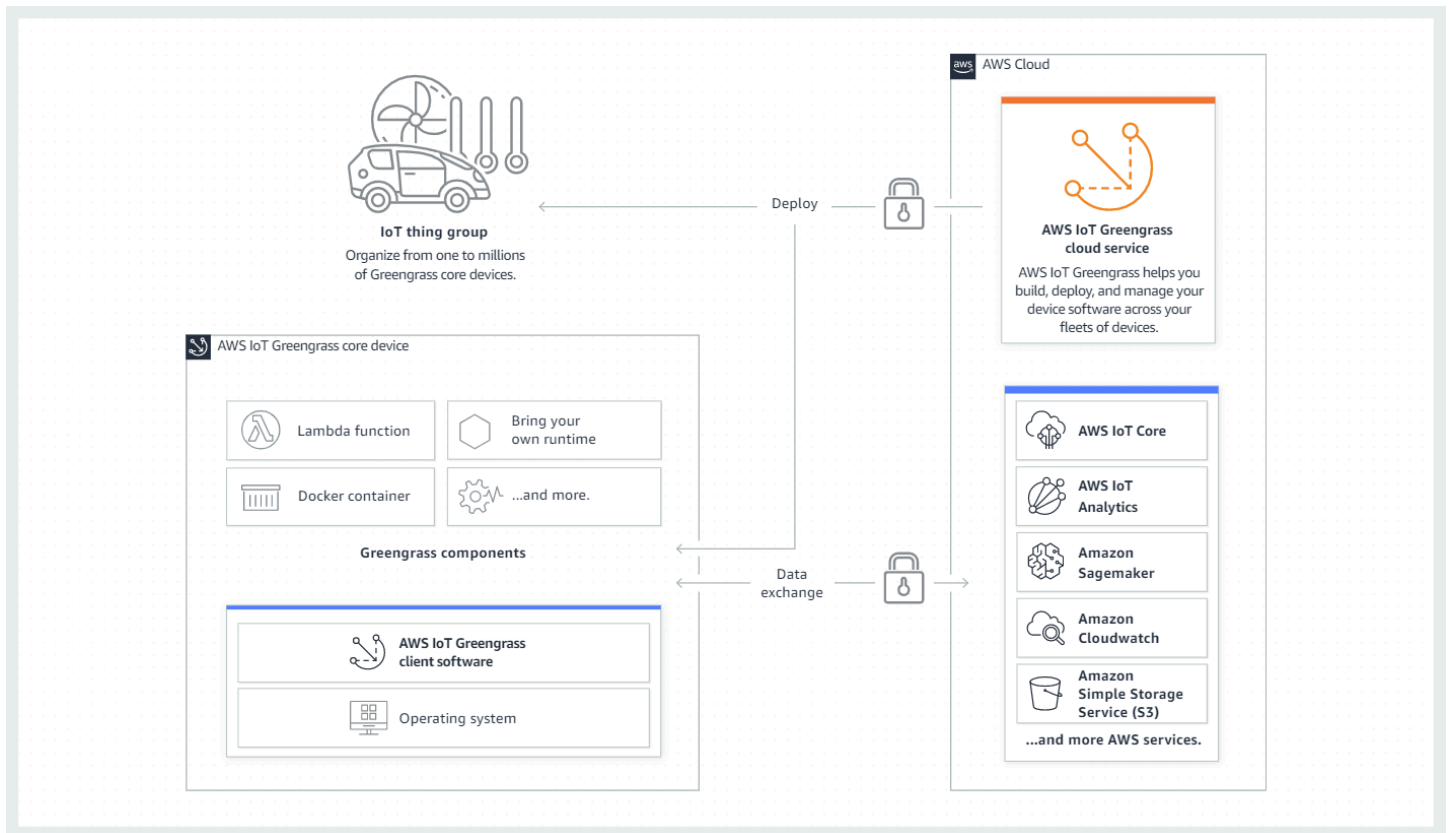 aws
AWS Cloud
IoT thing group
Organize from one to millions
of Greengrass core devices.
Deploy
AWS IoT Greengrass
cloud service
AWS IoT Greengrass helps you
build, deploy, and manage your
device software across your
fleets of devices.
AWS IoT Greengrass core device
Lambda function
Bring your
own runtime
Docker container
...and more.
Greengrass components
AWS IoT Greengrass
client software
Operating system
Data
exchange
AWS IoT Core
AWS IoT
Analytics
Amazon
Sagemaker
Amazon
Cloudwatch
Amazon
Simple Storage
Service (S3)
...and more AWS services.